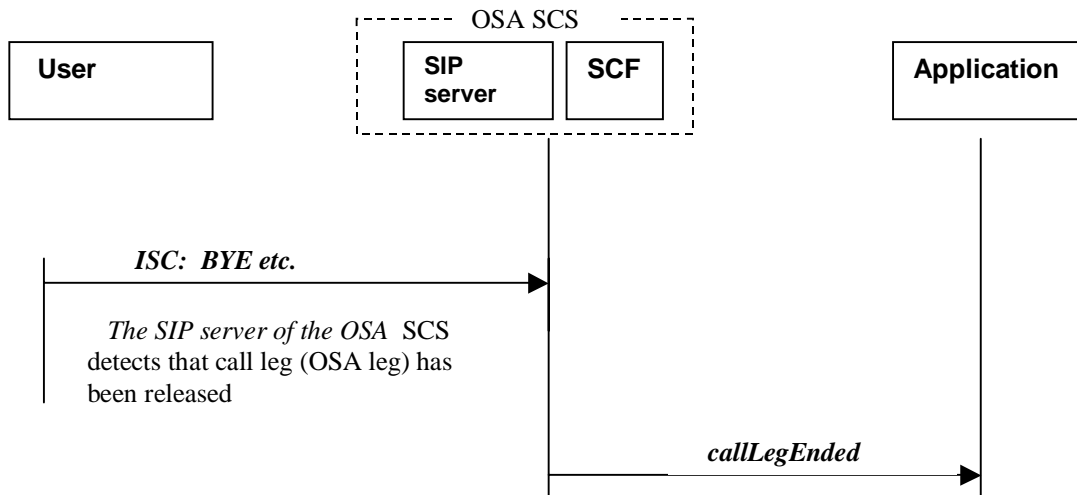 OSA SCS
User
SIP
server
SCF
Application
ISC: BYE etc.
The SIP server of the OSA SCS
detects that call leg (OSA leg) has
been released
callLegEnded